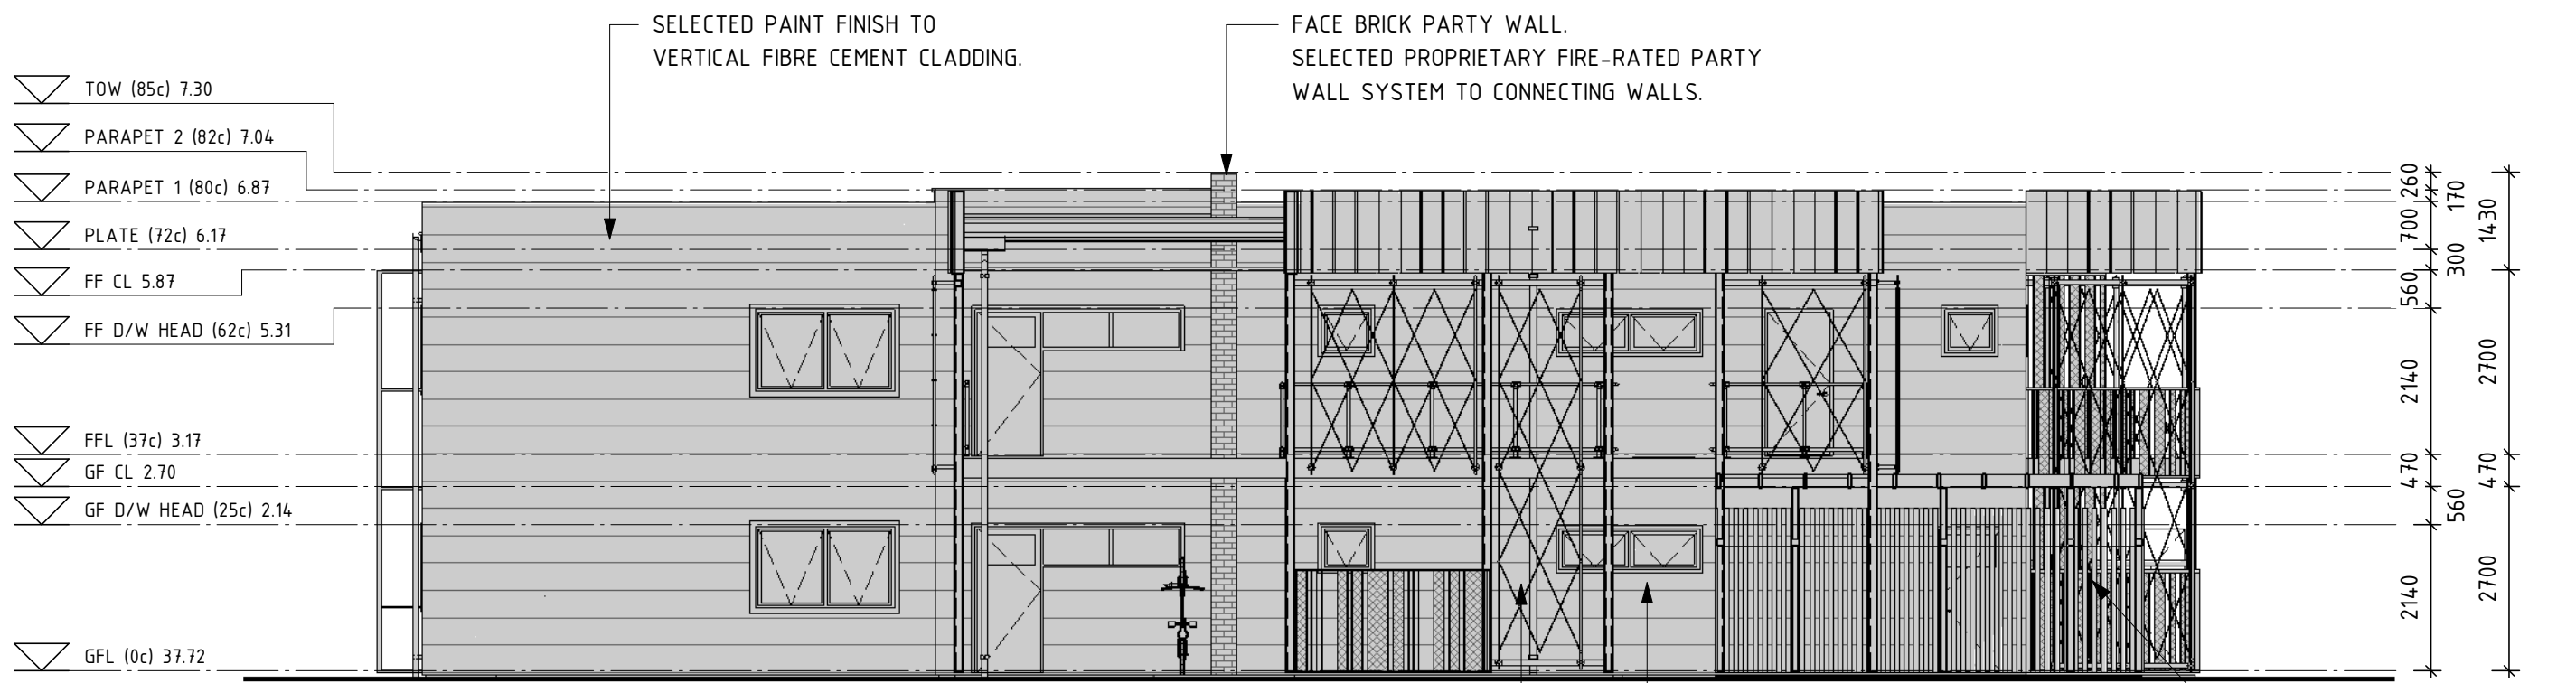 SELECTED PAINT FINISH TO
VERTICAL FIBRE CEMENT CLADDING.
FACE BRICK PARTY WALL.
SELECTED PROPRIETARY FIRE-RATED PARTY
WALL SYSTEM TO CONNECTING WALLS.
TOW (85c) 7.30
PARAPET 2 (82c) 7.04
PARAPET 1 (80c) 6.87
PLATE (72c) 6.17
FF CL 5.87
FF D/W HEAD (62c) 5.31
FFL (37c) 3.17
GF CL 2.70
GF D/W HEAD (25c) 2.14
GFL (0c) 37.72
260
170
700
1430
300
560
2140
2700
470
470
560
2140
2700